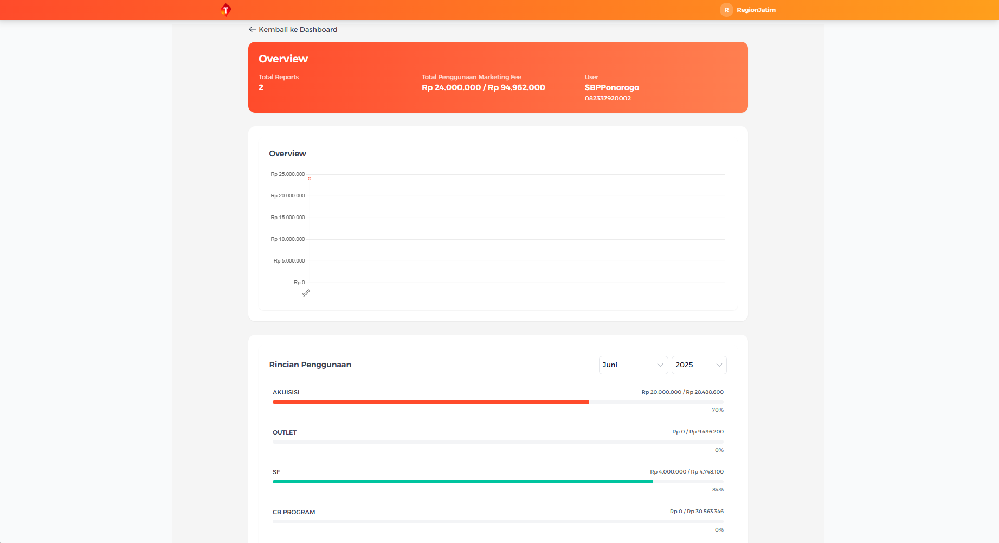 T
R RegionJatim
← Kembali ke Dashboard
Overview
Total Reports
2
Total Penggunaan Marketing Fee
Rp 24.000.000 / Rp 94.962.000
User
SBPPonorogo
082337920002
Overview
Rp 25.000.000
Rp 20.000.000
Rp 15.000.000
Rp 10.000.000
Rp 5.000.000
Rp 0
Juni
Rincian Penggunaan
Juni
2025
AKUISISI
Rp 20.000.000 / Rp 28.488.600
70%
OUTLET
Rp 0 / Rp 9.496.200
0%
SF
Rp 4.000.000 / Rp 4.748.100
84%
CB PROGRAM
Rp 0 / Rp 30.563.346
0%